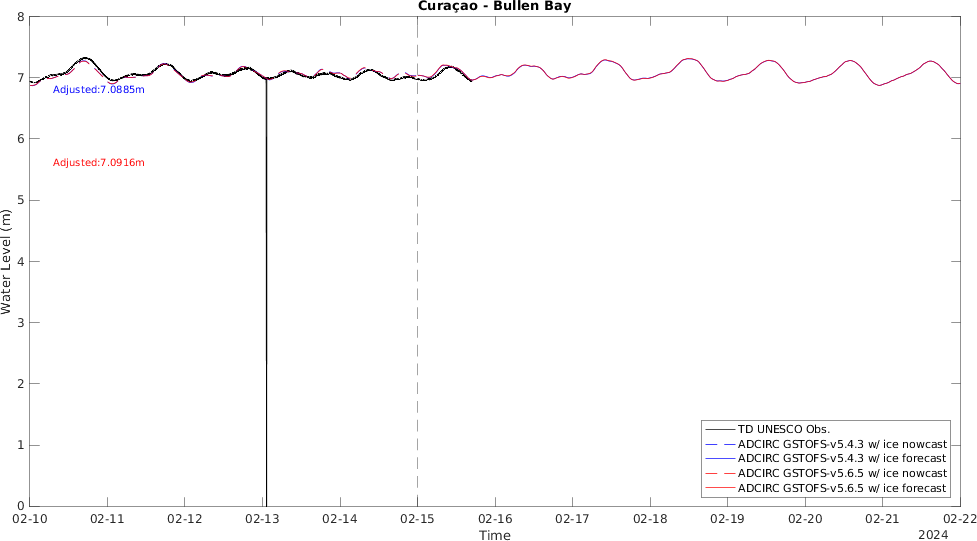 Curaçao - Bullen Bay
8
7
6
5
4
3
2
1
0
Water Level (m)
Adjusted:7.0885m
Adjusted:7.0916m
TD UNESCO Obs.
ADCIRC GSTOFS-v5.4.3 w/ ice nowcast
ADCIRC GSTOFS-v5.4.3 w/ ice forecast
ADCIRC GSTOFS-v5.6.5 w/ ice nowcast
ADCIRC GSTOFS-v5.6.5 w/ ice forecast
02-10 02-11 02-12 02-13 02-14 02-15 02-16 02-17 02-18 02-19 02-20 02-21 02-22
Time
2024